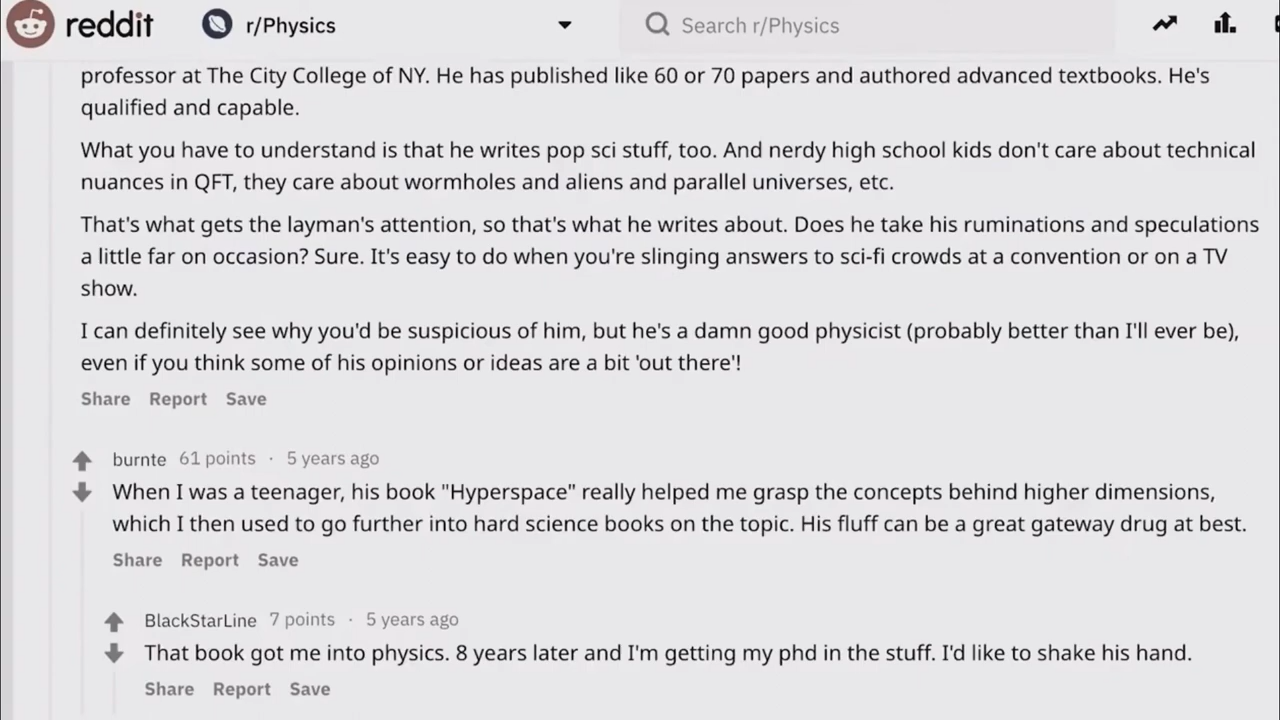 reddit r/Physics Search r/Physics
professor at The City College of NY. He has published like 60 or 70 papers and authored advanced textbooks. He's
qualified and capable.
What you have to understand is that he writes pop sci stuff, too. And nerdy high school kids don't care about technical
nuances in QFT, they care about wormholes and aliens and parallel universes, etc.
That's what gets the layman's attention, so that's what he writes about. Does he take his ruminations and speculations
a little far on occasion? Sure. It's easy to do when you're slinging answers to sci-fi crowds at a convention or on a TV
show.
I can definitely see why you'd be suspicious of him, but he's a damn good physicist (probably better than I'll ever be),
even if you think some of his opinions or ideas are a bit 'out there'!
Share Report Save
burnte 61 points · 5 years ago
When I was a teenager, his book "Hyperspace" really helped me grasp the concepts behind higher dimensions,
which I then used to go further into hard science books on the topic. His fluff can be a great gateway drug at best.
Share Report Save
BlackStarLine 7 points · 5 years ago
That book got me into physics. 8 years later and I'm getting my phd in the stuff. I'd like to shake his hand.
Share Report Save